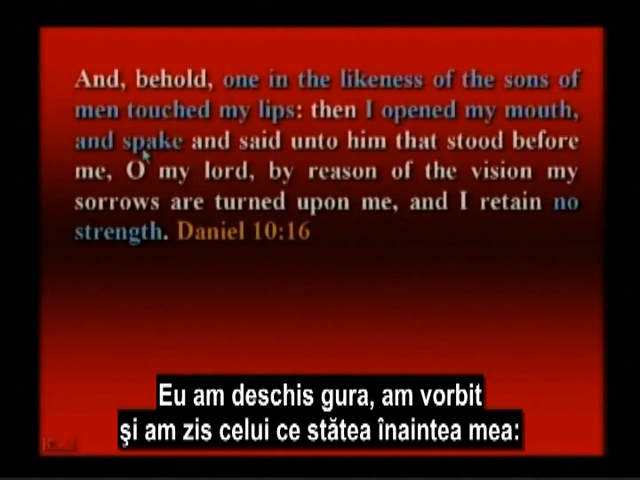 And, behold, one in the likeness of the sons of
men touched my lips: then I opened my mouth,
and spake and said unto him that stood before
me, O my lord, by reason of the vision my
sorrows are turned upon me, and I retain no
strength. Daniel 10:16
Eu am deschis gura, am vorbit
şi am zis celui ce stătea înaintea mea: